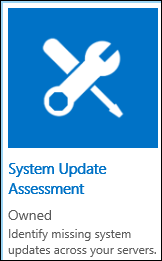 System Update
Assessment
Owned
Identify missing system
updates across your servers.